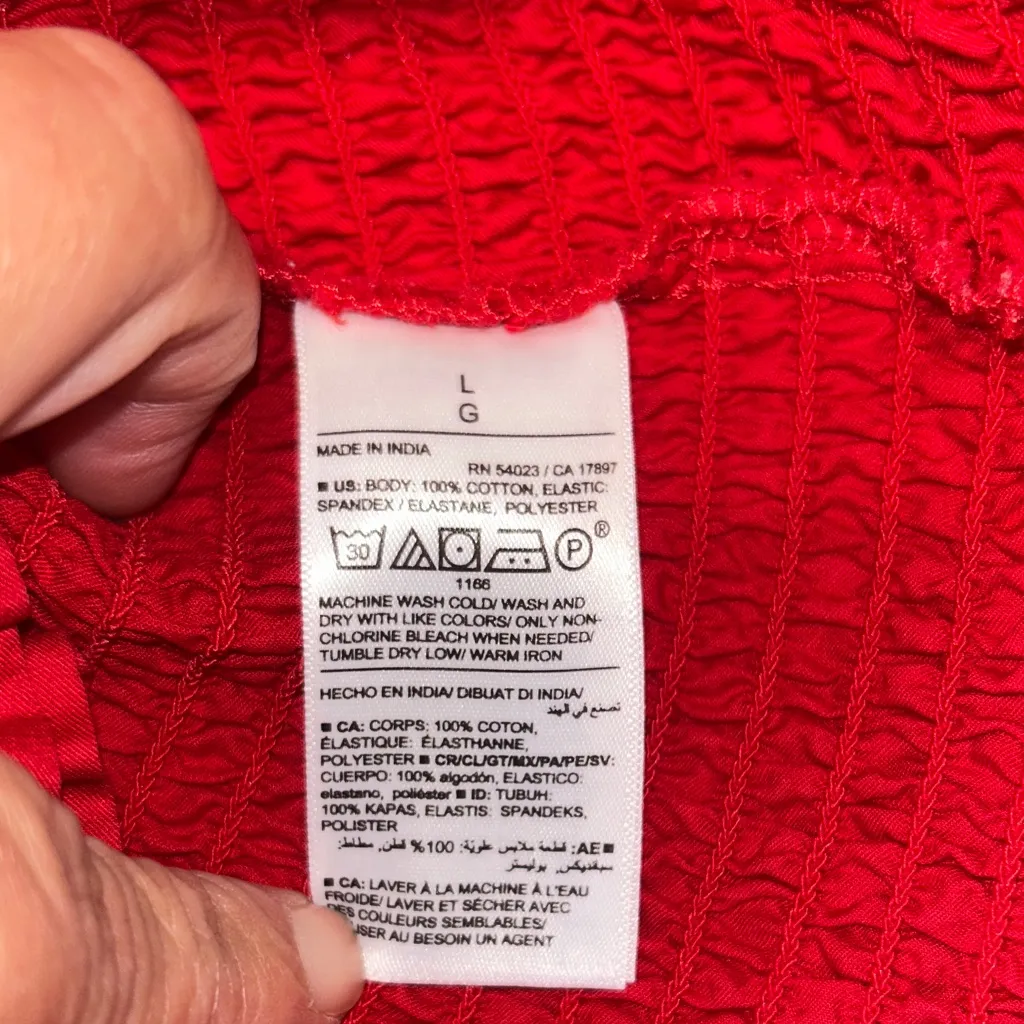 L
G
MADE IN INDIA
RN 54023 / CA 17897
■ US: BODY: 100% COTTON, ELASTIC:
SPANDEX / ELASTANE, POLYESTER
30 P ®
1166
MACHINE WASH COLD/ WASH AND
DRY WITH LIKE COLORS/ ONLY NON-
CHLORINE BLEACH WHEN NEEDED/
TUMBLE DRY LOW/ WARM IRON
HECHO EN INDIA/ DIBUAT DI INDIA/
تصنع في الهند
■ CA: CORPS: 100% COTON,
ÉLASTIQUE: ÉLASTHANNE,
POLYESTER ■ CR/CL/GT/MX/PA/PE/SV:
CUERPO: 100% algodón, ELASTICO:
elastano, poliéster ■ ID: TUBUH:
100% KAPAS, ELASTIS: SPANDEKS,
POLISTER
■ AE: قطعة ملابس علويّة: 100% قطن, مطاط:
سبانديكس, بوليستر
■ CA: LAVER À LA MACHINE À L'EAU
FROIDE/ LAVER ET SÉCHER AVEC
DES COULEURS SEMBLABLES/
USER AU BESOIN UN AGENT